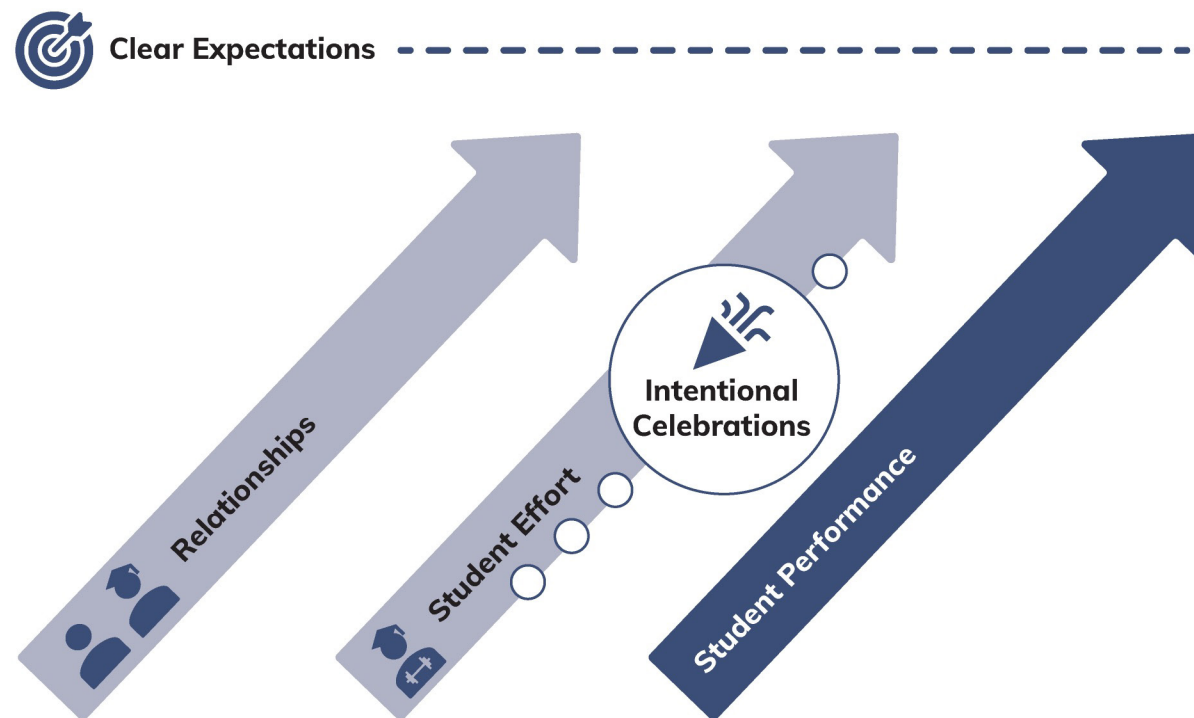 Clear Expectations
Relationships
Student Effort
Intentional
Celebrations
Student Performance